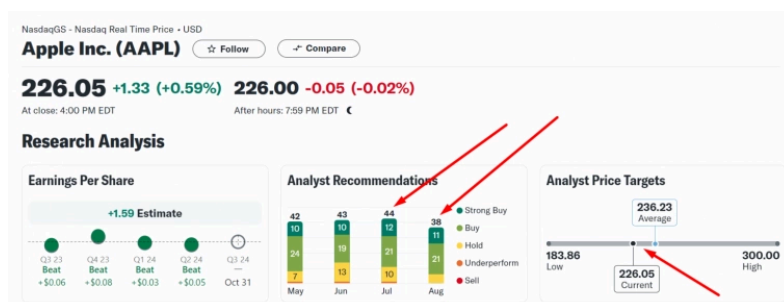 NasdaqGS - Nasdaq Real Time Price • USD
Apple Inc. (AAPL) ☆ Follow Compare
226.05 +1.33 (+0.59%) 226.00 -0.05 (-0.02%)
At close: 4:00 PM EDT After hours: 7:59 PM EDT
Research Analysis
Earnings Per Share
+1.59 Estimate
Q3 23 Q4 23 Q1 24 Q2 24 Q3 24
Beat Beat Beat Beat —
+$0.06 +$0.08 +$0.03 +$0.05 Oct 31
Analyst Recommendations
42 43 44 38
10 10 12 11
24 19 21 21
7 13 10
May Jun Jul Aug
Strong Buy
Buy
Hold
Underperform
Sell
Analyst Price Targets
236.23
Average
183.86 300.00
Low High
226.05
Current